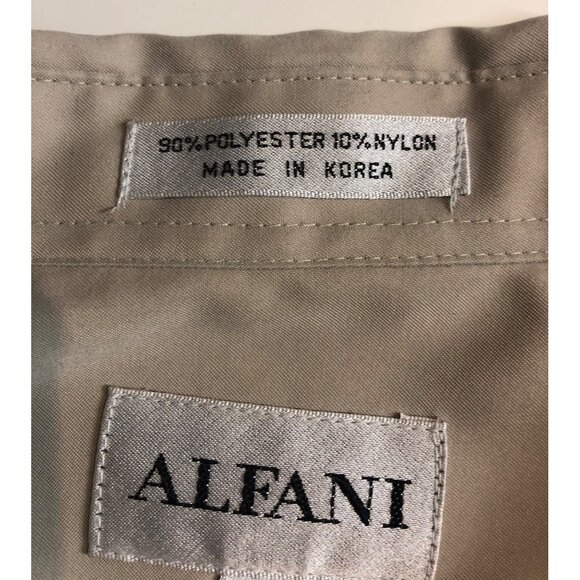 90% POLYESTER 10% NYLON
MADE IN KOREA
ALFANI